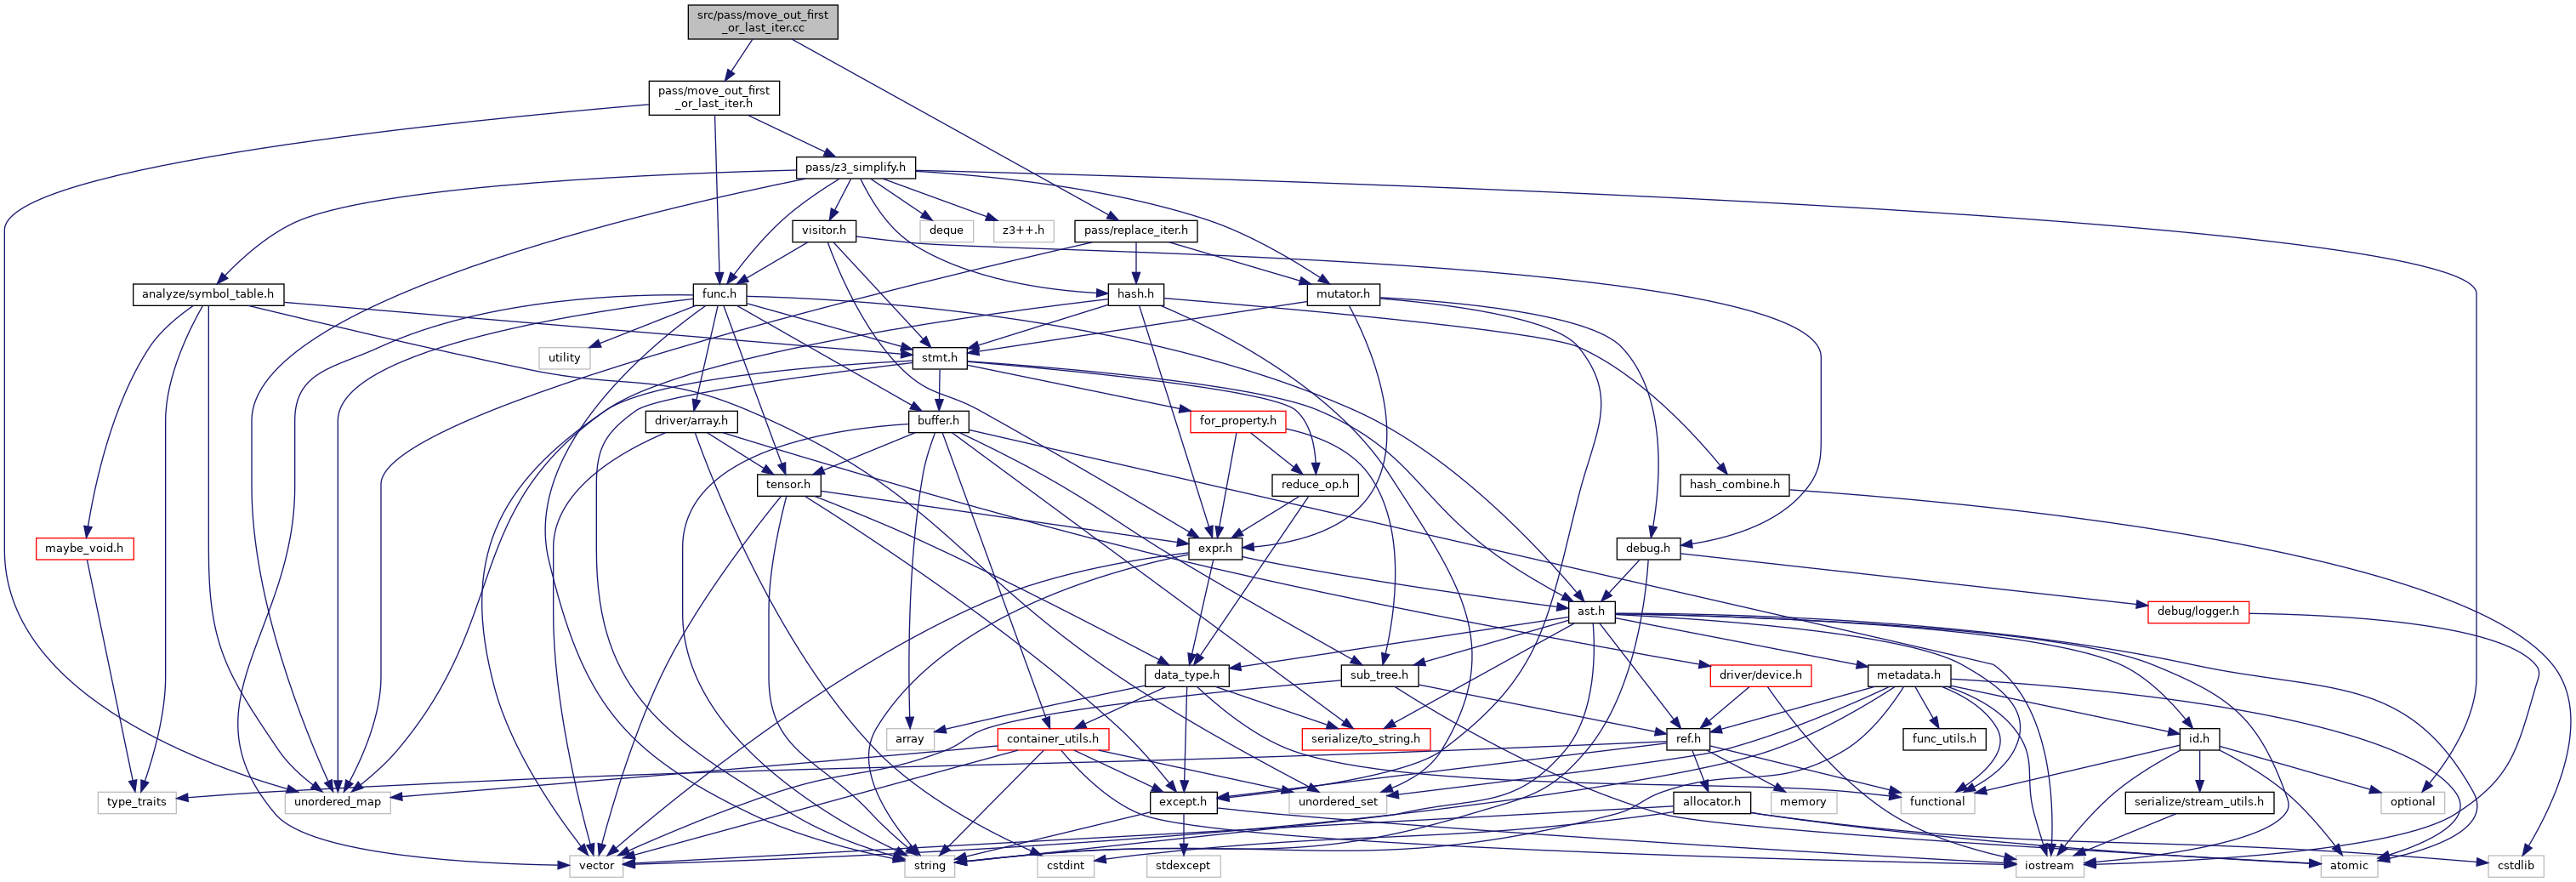 src/pass/move_out_first
_or_last_iter.cc
pass/move_out_first
_or_last_iter.h
pass/z3_simplify.h
visitor.h
deque
z3++.h
pass/replace_iter.h
analyze/symbol_table.h
func.h
hash.h
mutator.h
utility
stmt.h
driver/array.h
buffer.h
for_property.h
tensor.h
reduce_op.h
hash_combine.h
maybe_void.h
expr.h
debug.h
ast.h
debug/logger.h
data_type.h
sub_tree.h
driver/device.h
metadata.h
array
container_utils.h
serialize/to_string.h
ref.h
func_utils.h
id.h
type_traits
unordered_map
except.h
unordered_set
allocator.h
memory
functional
serialize/stream_utils.h
optional
vector
string
cstdint
stdexcept
iostream
atomic
cstdlib